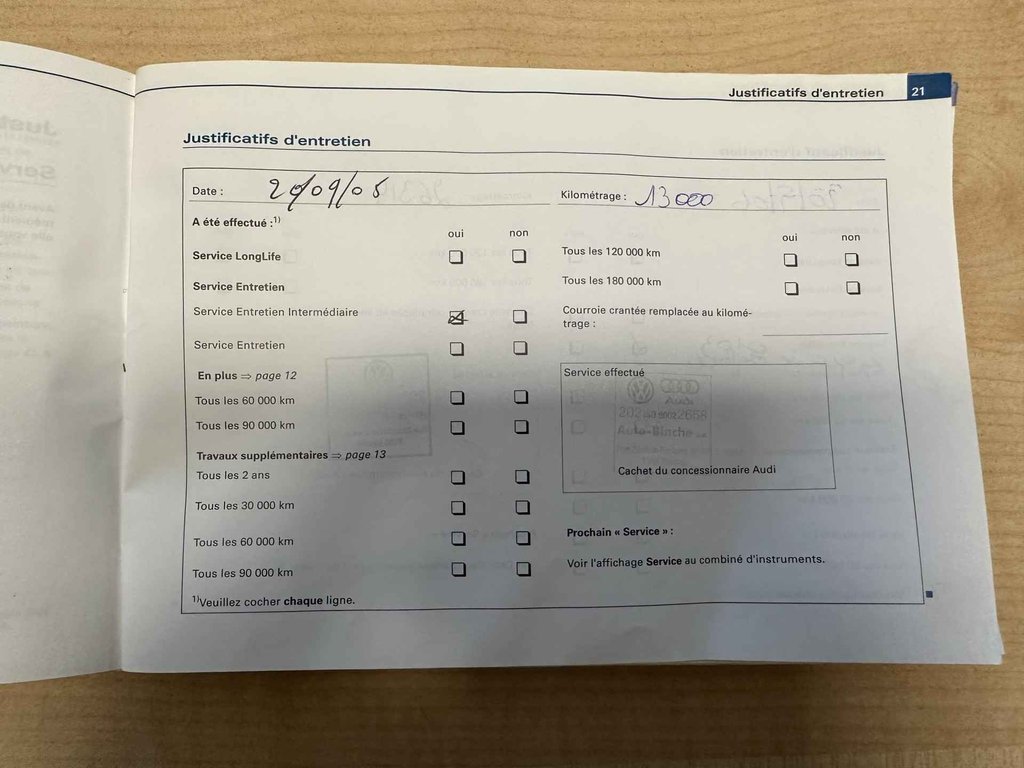 Justificatifs d'entretien 21
Justificatifs d'entretien
Date : 20/09/05 Kilométrage : 13000
A été effectué :1)
oui non
oui non
Service LongLife
Tous les 120 000 km
Service Entretien
Tous les 180 000 km
Service Entretien Intermédiaire
Courroie crantée remplacée au kilomé-
trage :
Service Entretien
Service effectué
En plus ⇒ page 12
Audi
Tous les 60 000 km
Tous les 90 000 km
Auto-Binche
Travaux supplémentaires ⇒ page 13
Cachet du concessionnaire Audi
Tous les 2 ans
Tous les 30 000 km
Prochain « Service » :
Tous les 60 000 km
Voir l'affichage Service au combiné d'instruments.
Tous les 90 000 km
1)Veuillez cocher chaque ligne.